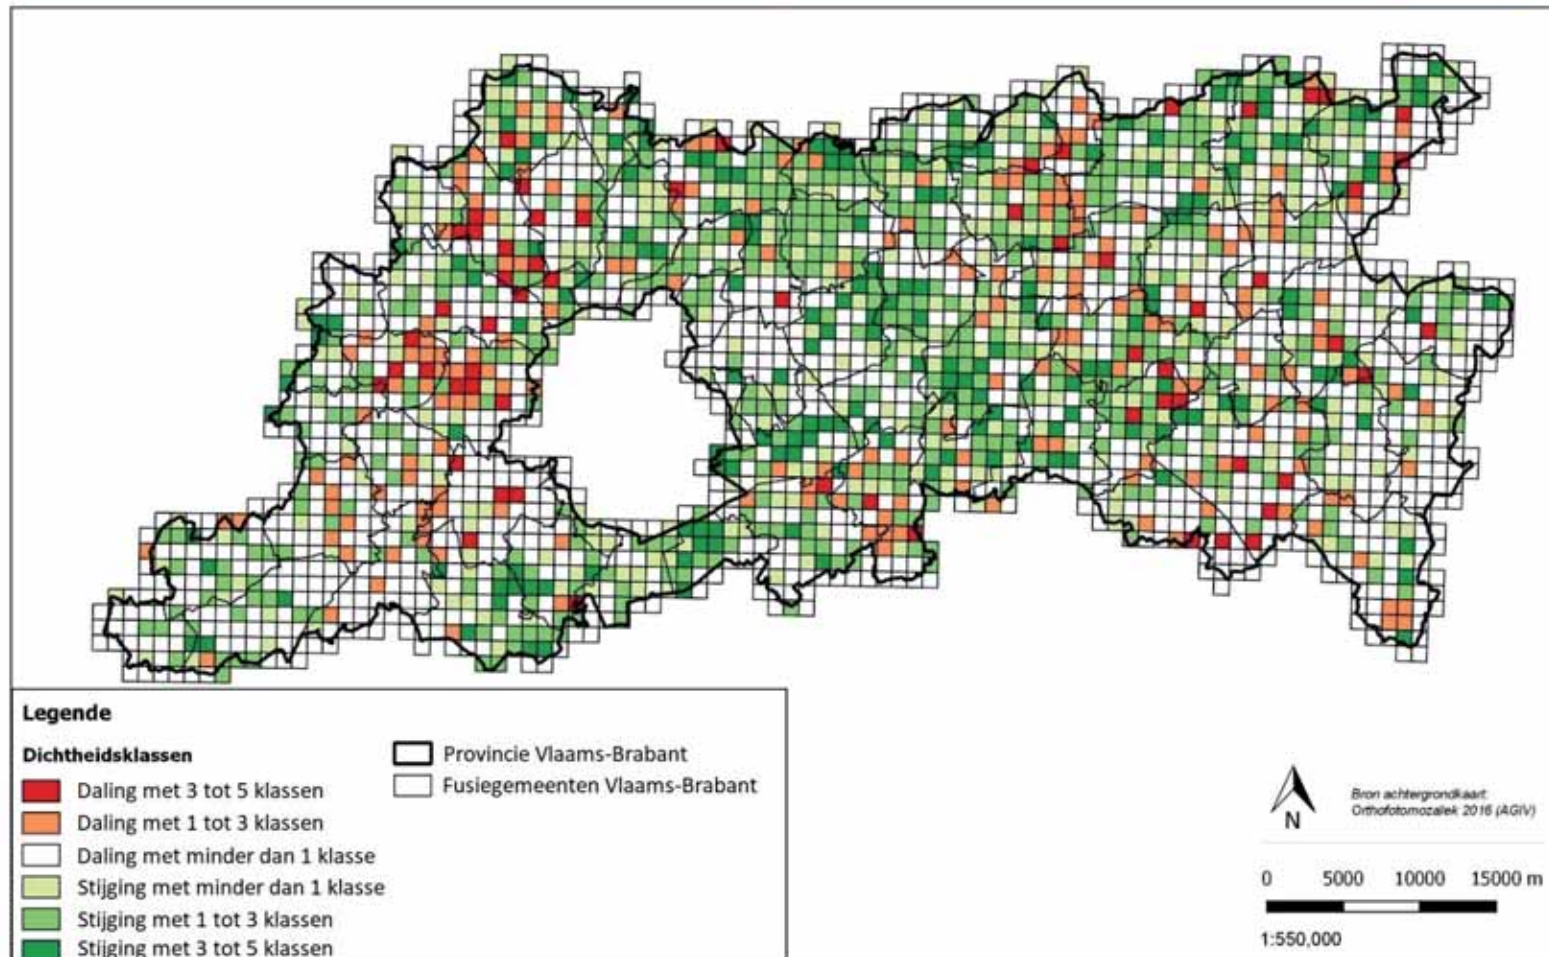 Legende
Dichtheidsklassen
Daling met 3 tot 5 klassen
Daling met 1 tot 3 klassen
Daling met minder dan 1 klasse
Stijging met minder dan 1 klasse
Stijging met 1 tot 3 klassen
Stijging met 3 tot 5 klassen
Provincie Vlaams-Brabant
Fusiegemeenten Vlaams-Brabant
N
Bron achtergrondkaart:
Orthofotomozaïek 2016 (AGIV)
0 5000 10000 15000 m
1:550,000